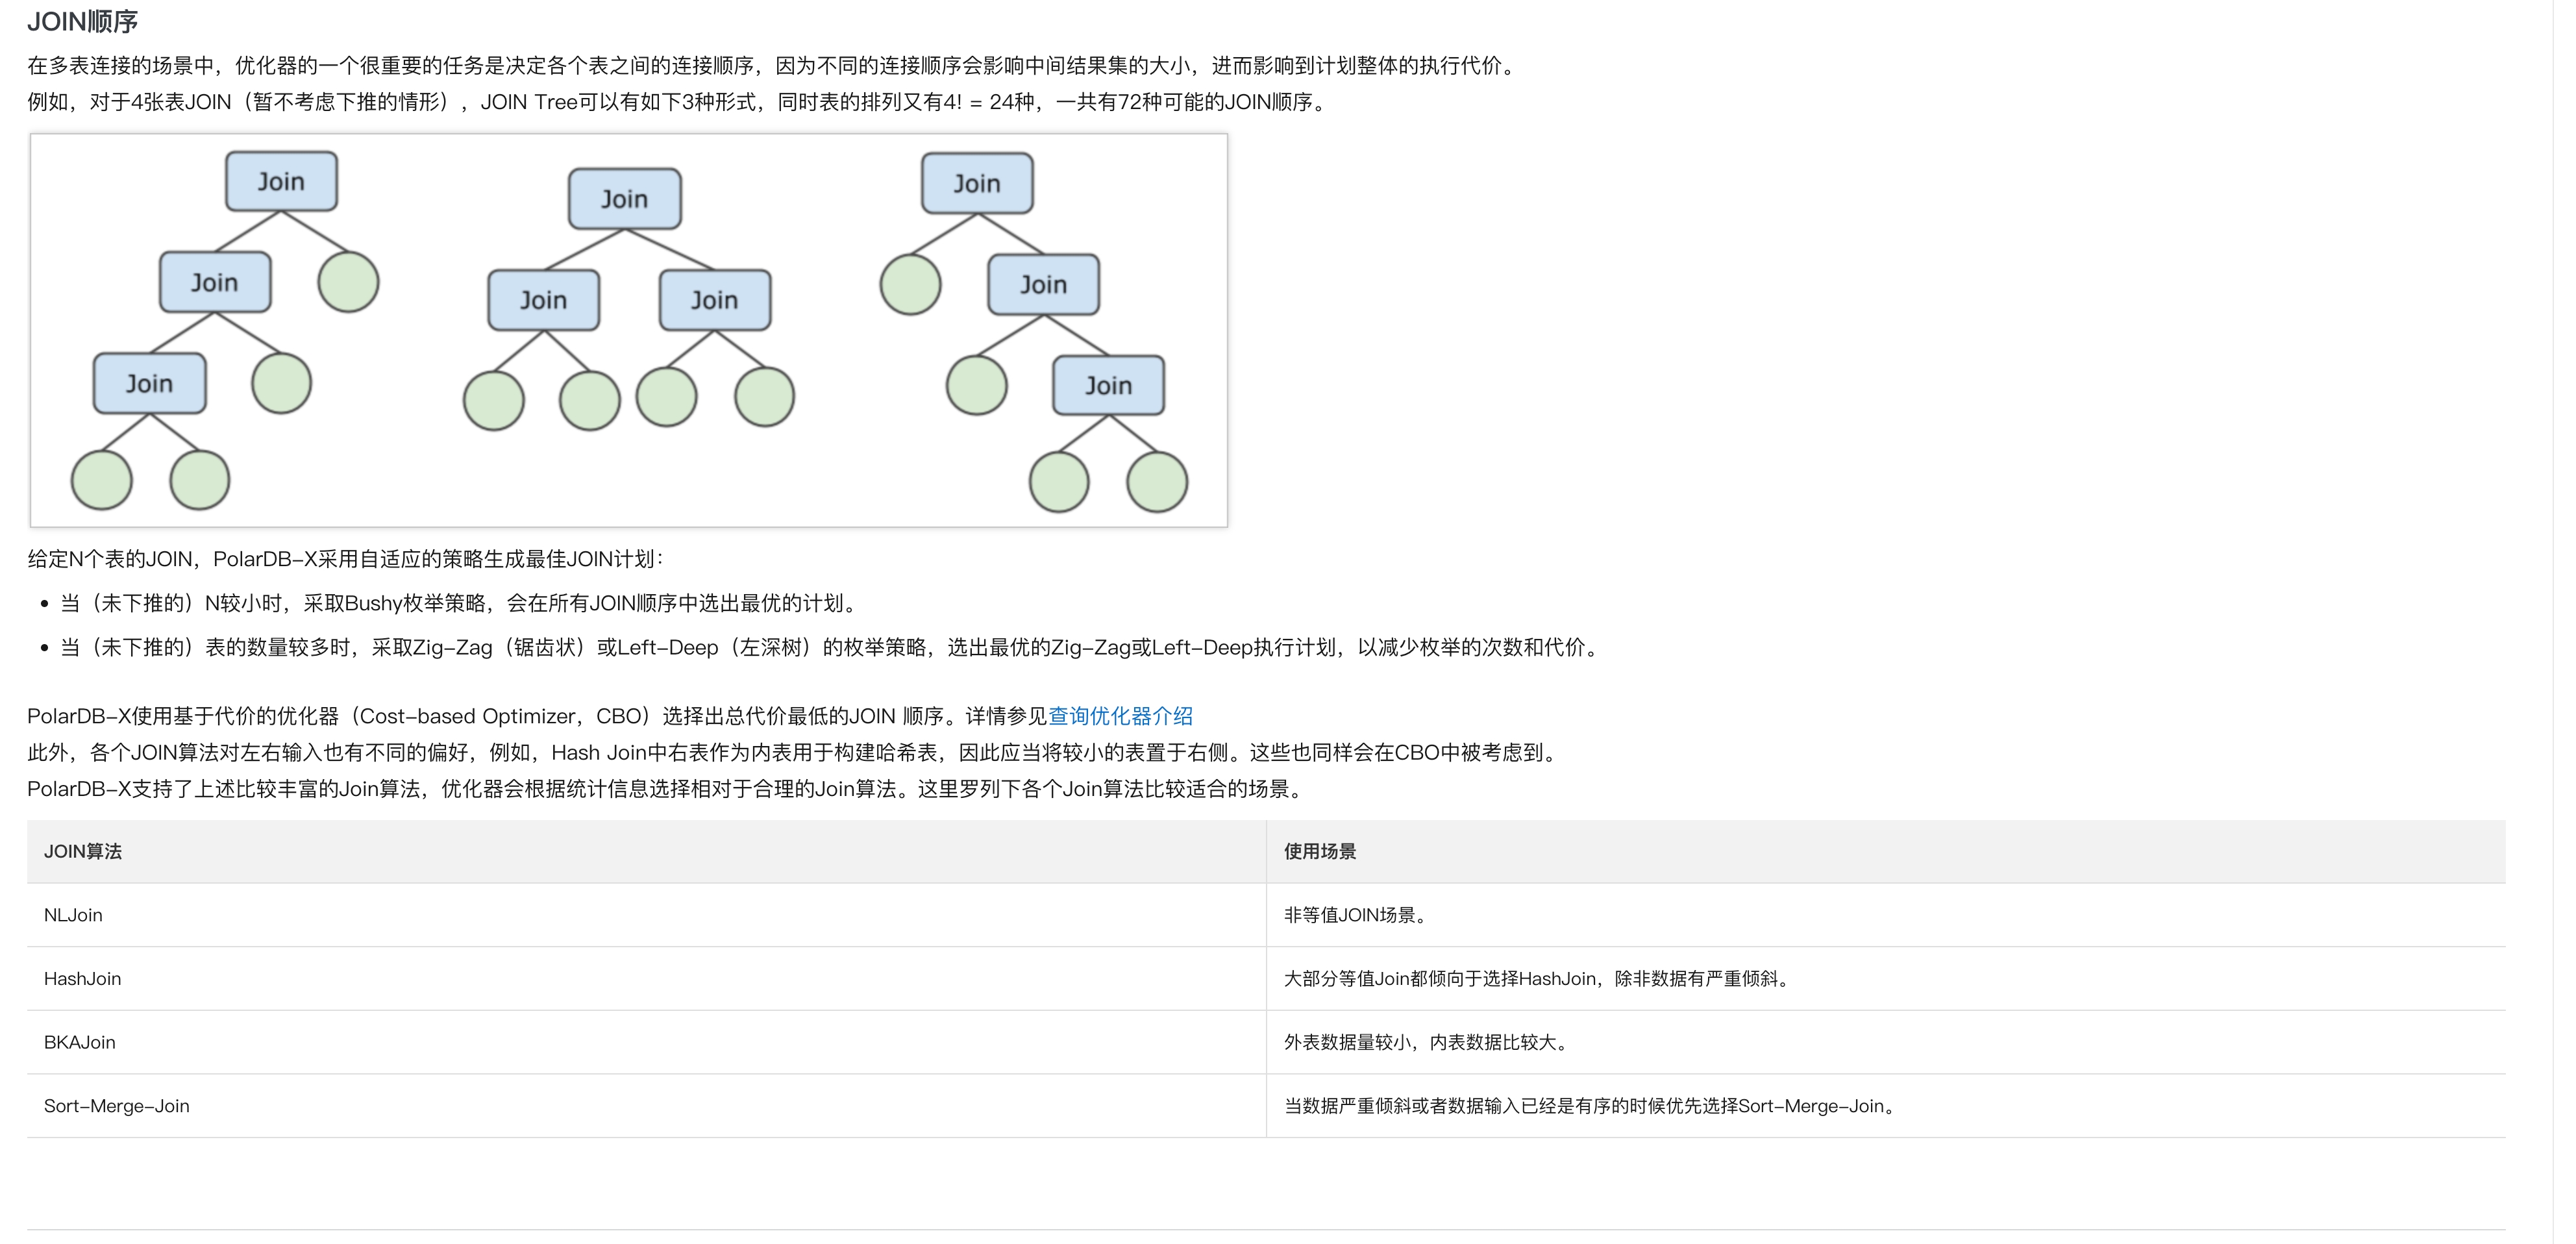 JOIN顺序
在多表连接的场景中，优化器的一个很重要的任务是决定各个表之间的连接顺序，因为不同的连接顺序会影响中间结果集的大小，进而影响到计划整体的执行代价。
例如，对于4张表JOIN（暂不考虑下推的情形），JOIN Tree可以有如下3种形式，同时表的排列又有4! = 24种，一共有72种可能的JOIN顺序。
Join
Join
Join
Join
Join
Join
Join
Join
Join
给定N个表的JOIN，PolarDB-X采用自适应的策略生成最佳JOIN计划：
• 当（未下推的）N较小时，采取Bushy枚举策略，会在所有JOIN顺序中选出最优的计划。
• 当（未下推的）表的数量较多时，采取Zig-Zag（锯齿状）或Left-Deep（左深树）的枚举策略，选出最优的Zig-Zag或Left-Deep执行计划，以减少枚举的次数和代价。
PolarDB-X使用基于代价的优化器（Cost-based Optimizer，CBO）选择出总代价最低的JOIN 顺序。详情参见查询优化器介绍
此外，各个JOIN算法对左右输入也有不同的偏好，例如，Hash Join中右表作为内表用于构建哈希表，因此应当将较小的表置于右侧。这些也同样会在CBO中被考虑到。
PolarDB-X支持了上述比较丰富的Join算法，优化器会根据统计信息选择相对于合理的Join算法。这里罗列下各个Join算法比较适合的场景。
JOIN算法 使用场景
NLJoin 非等值JOIN场景。
HashJoin 大部分等值Join都倾向于选择HashJoin，除非数据有严重倾斜。
BKAJoin 外表数据量较小，内表数据比较大。
Sort-Merge-Join 当数据严重倾斜或者数据输入已经是有序的时候优先选择Sort-Merge-Join。